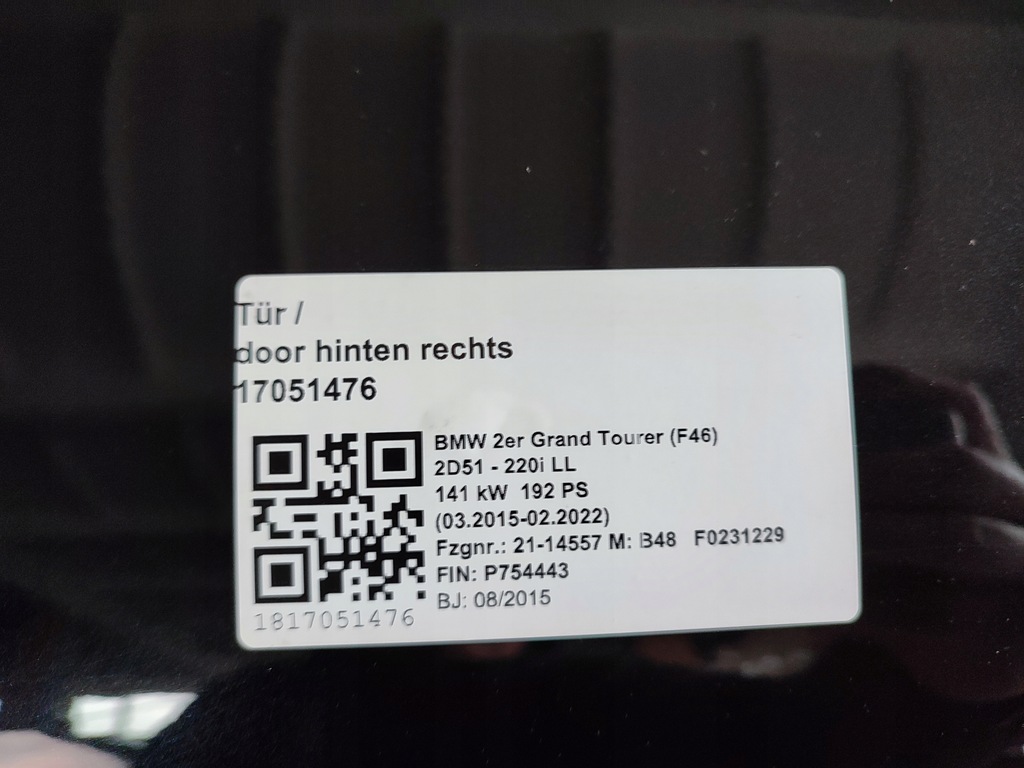 Tür /
door hinten rechts
17051476
BMW 2er Grand Tourer (F46)
2D51 - 220i LL
141 kW 192 PS
(03.2015-02.2022)
Fzgnr.: 21-14557 M: B48 F0231229
FIN: P754443
BJ: 08/2015
1817051476